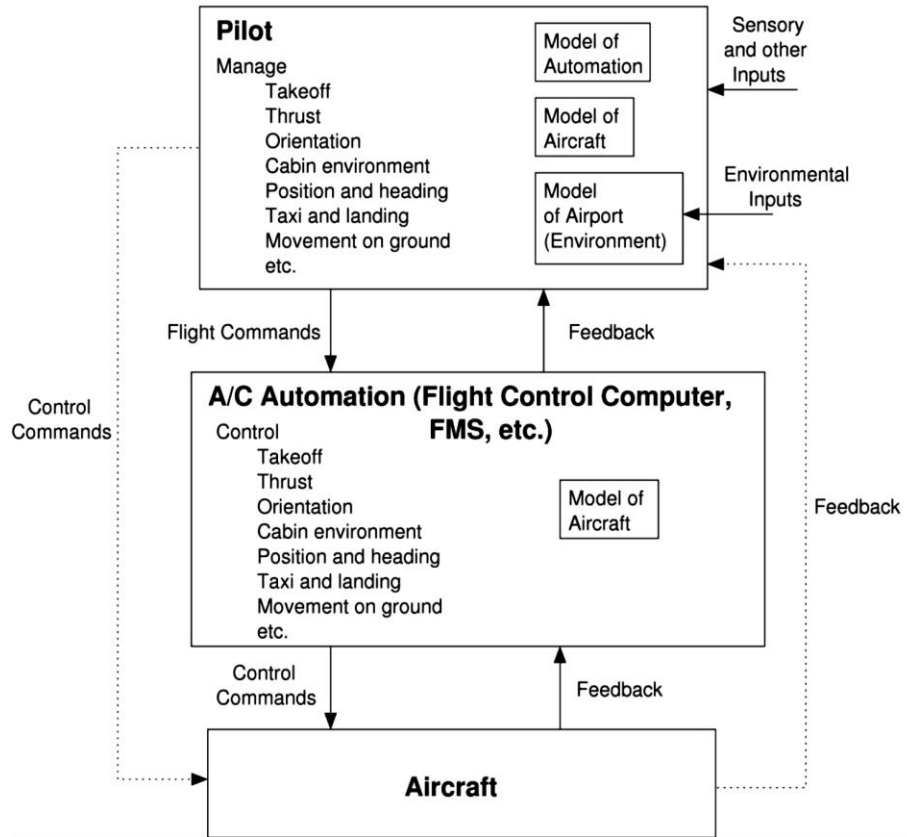 Pilot
Manage
Takeoff
Thrust
Orientation
Cabin environment
Position and heading
Taxi and landing
Movement on ground
etc.
Model of
Automation
Model of
Aircraft
Model
of Airport
(Environment)
Sensory
and other
Inputs
Environmental
Inputs
Flight Commands
Feedback
Control
Commands
A/C Automation (Flight Control Computer,
FMS, etc.)
Control
Takeoff
Thrust
Orientation
Cabin environment
Position and heading
Taxi and landing
Movement on ground
etc.
Model of
Aircraft
Feedback
Control
Commands
Feedback
Aircraft